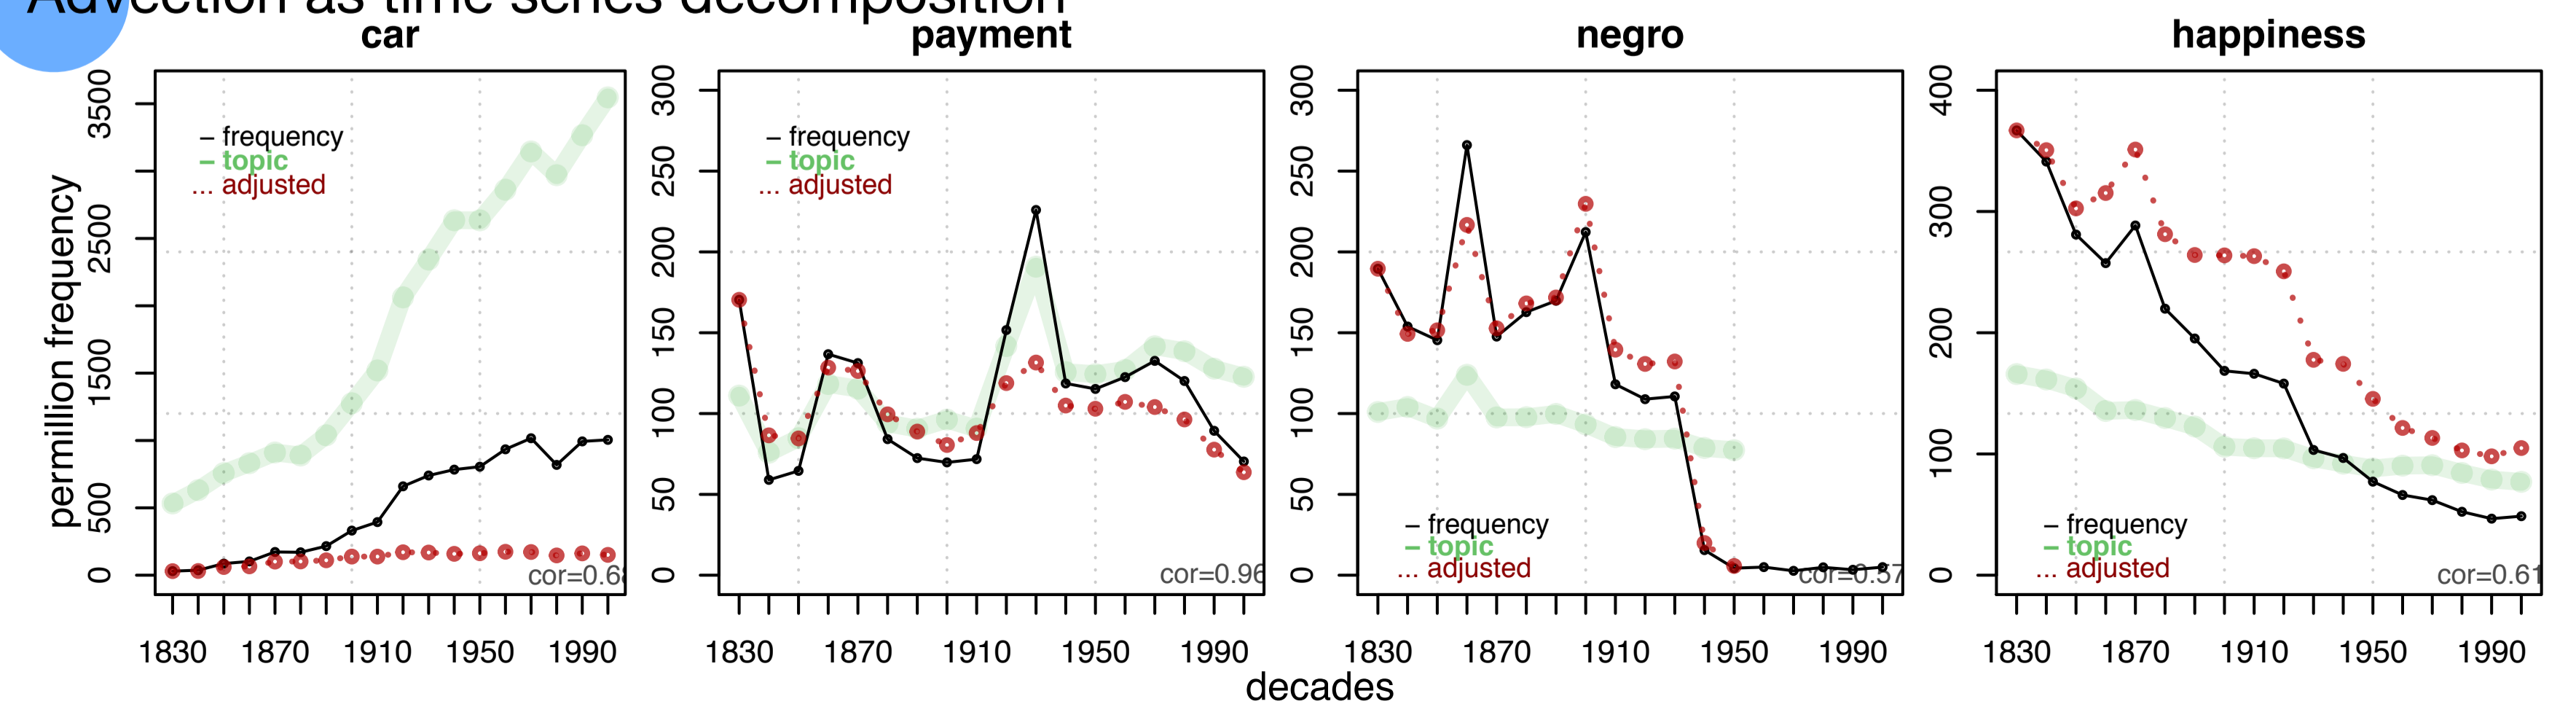 Advection as time series decomposition
car
payment
negro
happiness
permillion frequency
3500
2500
1500
500
0
– frequency
– topic
... adjusted
cor=0.68
1830 1870 1910 1950 1990
300
250
200
150
100
50
0
– frequency
– topic
... adjusted
cor=0.96
1830 1870 1910 1950 1990
300
250
200
150
100
50
0
– frequency
– topic
... adjusted
cor=0.57
1830 1870 1910 1950 1990
400
300
200
100
0
– frequency
– topic
... adjusted
cor=0.61
1830 1870 1910 1950 1990
decades